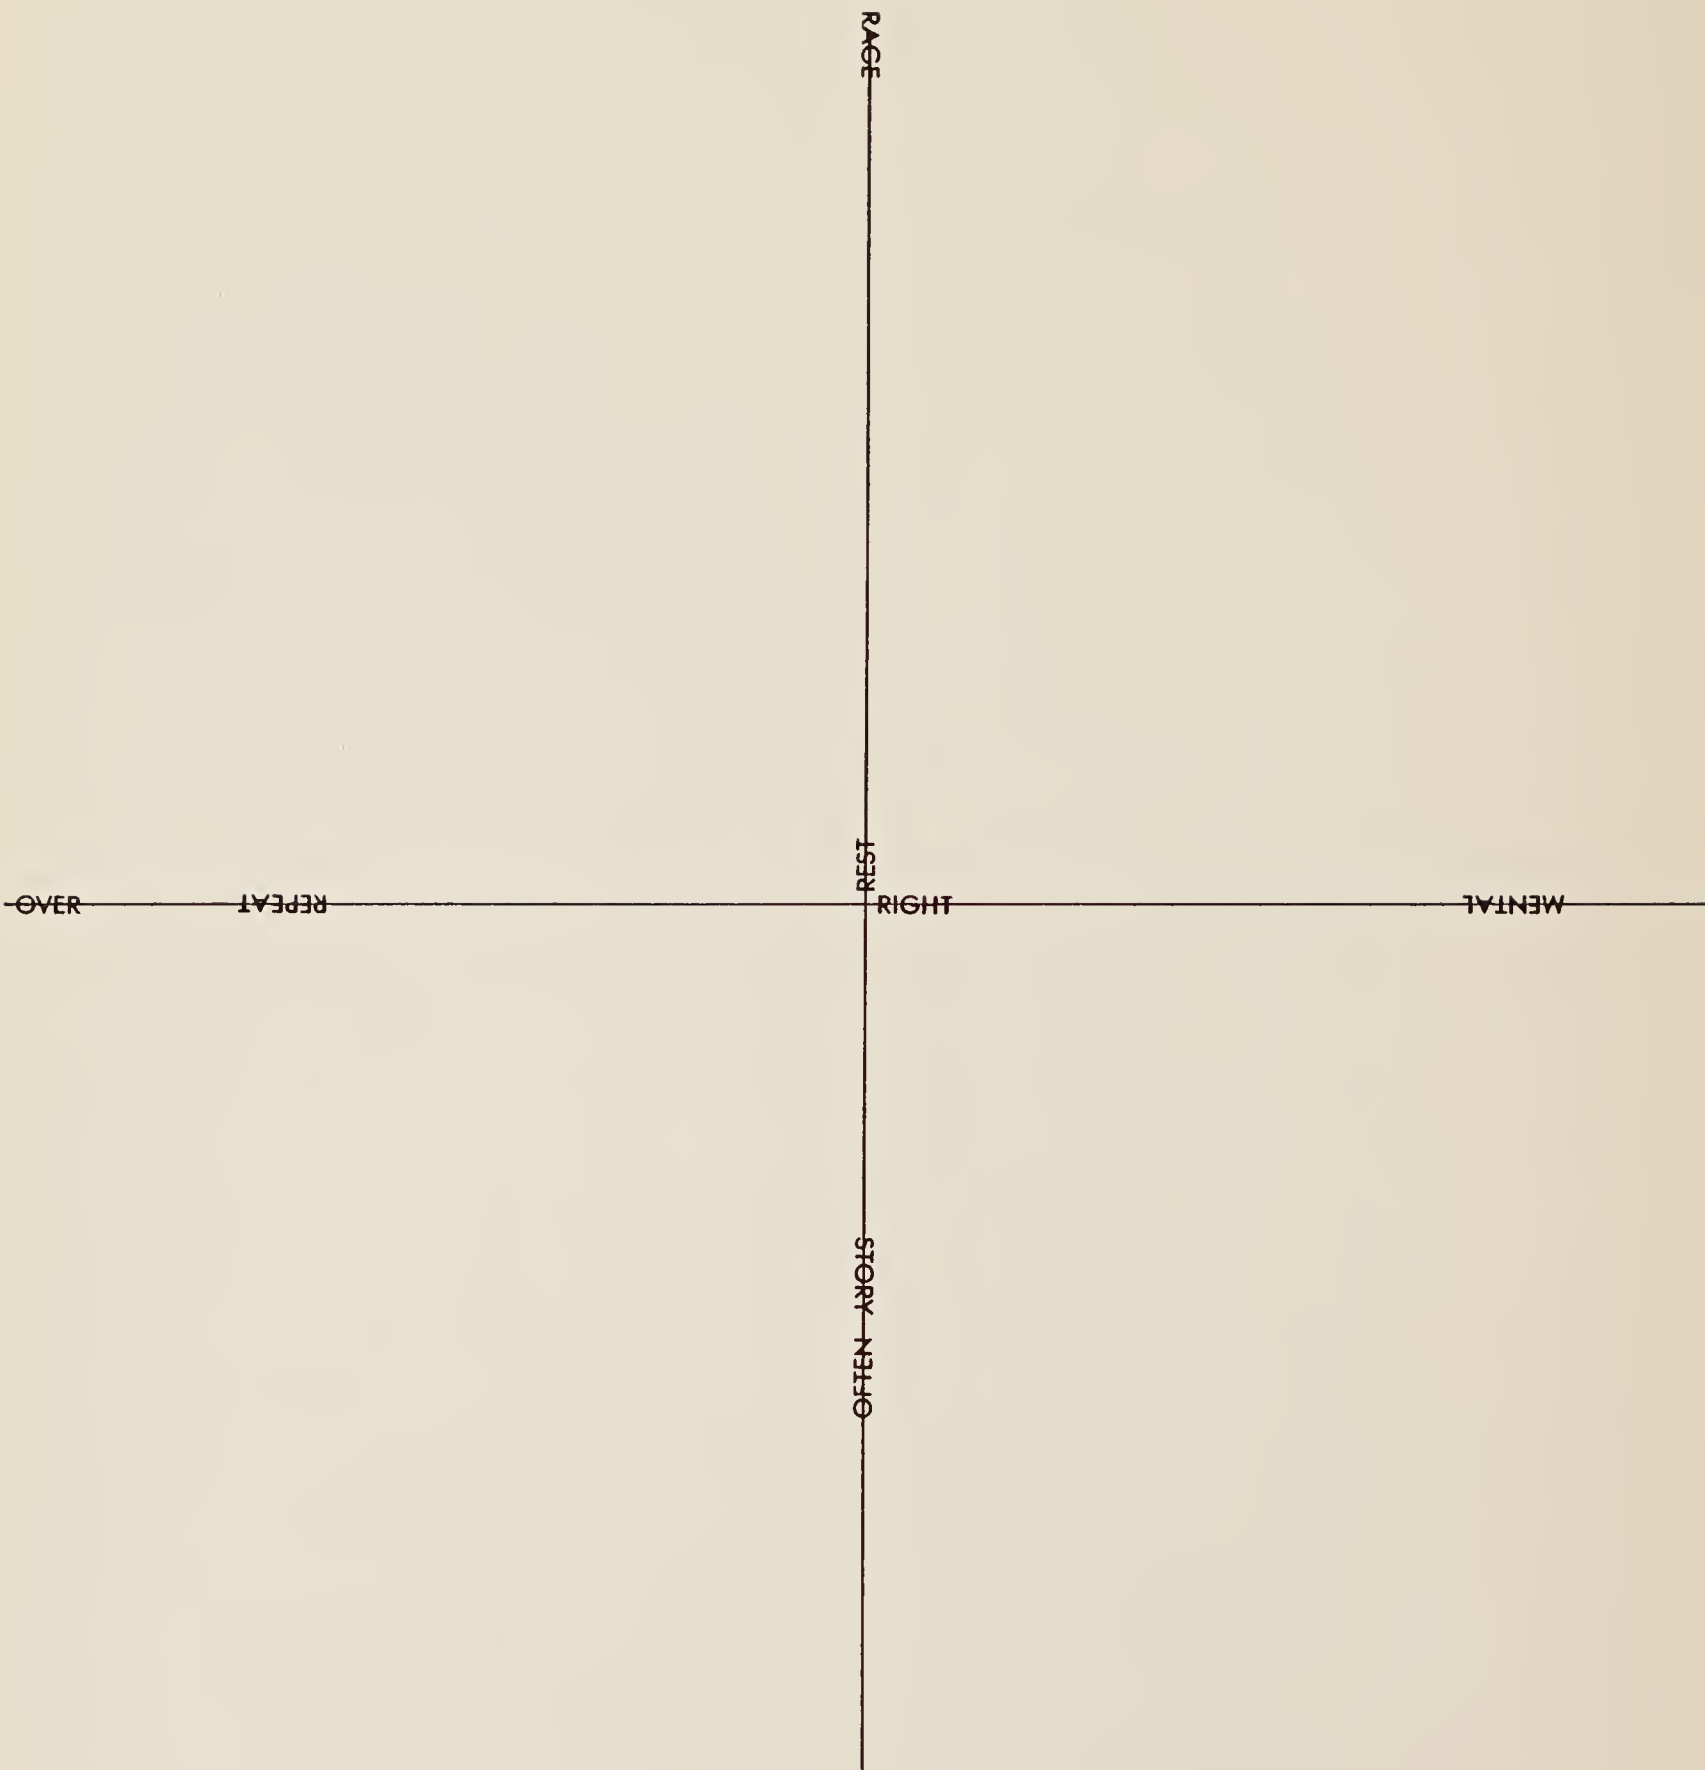 RAGE
REST
OVER REPEAT RIGHT MENTAL
STORY
OFTEN